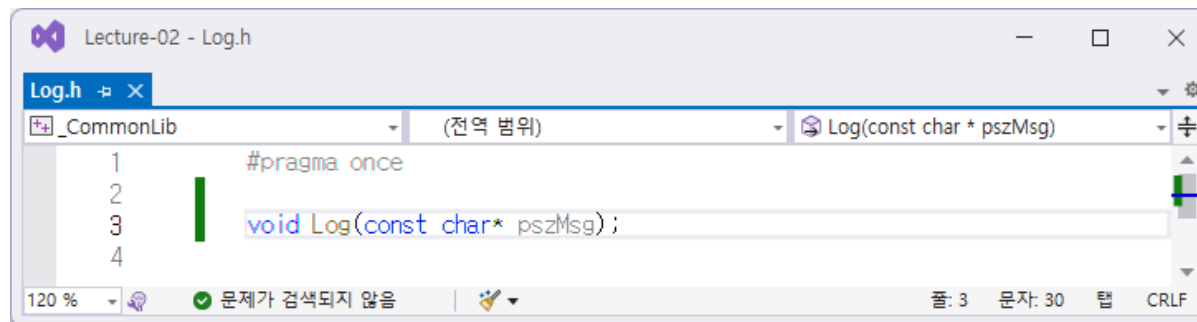 Lecture-02 - Log.h
Log.h
_CommonLib (전역 범위) Log(const char * pszMsg)
1 #pragma once
2
3 void Log(const char* pszMsg);
4
120 % 문제가 검색되지 않음 줄: 3 문자: 30 탭 CRLF